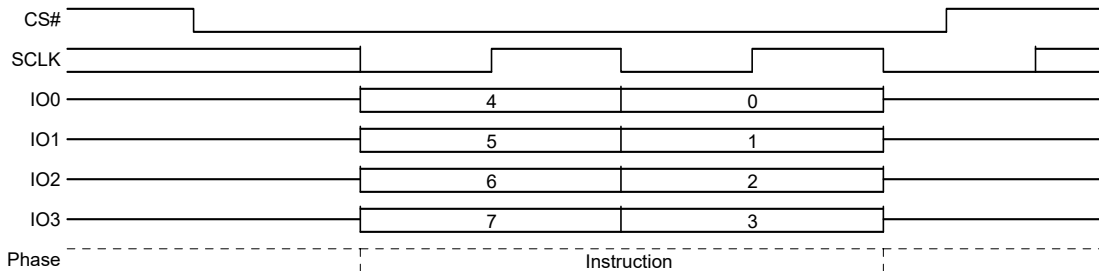 CS#
SCLK
IO0 4 0
IO1 5 1
IO2 6 2
IO3 7 3
Phase Instruction